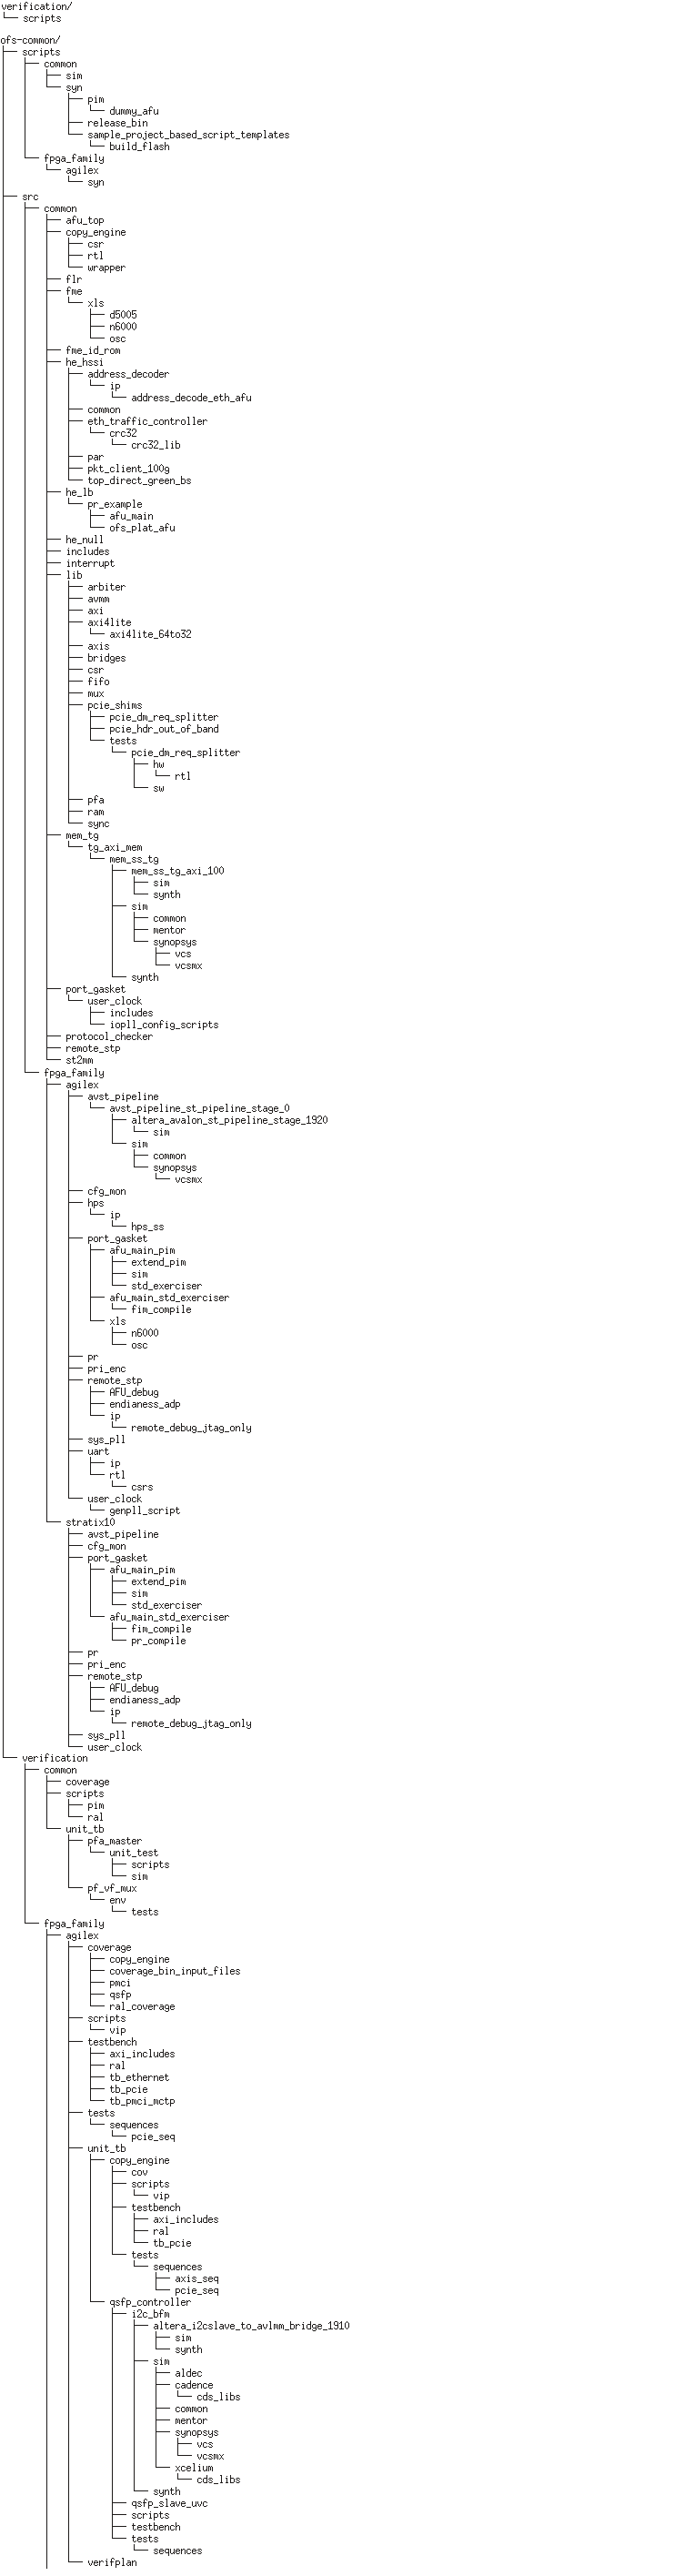 verification/
└── scripts
ofs-common/
├── scripts
│   ├── common
│   │   ├── sim
│   │   └── syn
│   │       ├── pim
│   │       │   └── dummy_afu
│   │       ├── release_bin
│   │       └── sample_project_based_script_templates
│   │           └── build_flash
│   └── fpga_family
│       └── agilex
│           └── syn
├── src
│   ├── common
│   │   ├── afu_top
│   │   ├── copy_engine
│   │   │   ├── csr
│   │   │   ├── rtl
│   │   │   └── wrapper
│   │   ├── flr
│   │   ├── fme
│   │   │   └── xls
│   │   │       ├── d5005
│   │   │       ├── n6000
│   │   │       └── osc
│   │   ├── fme_id_rom
│   │   ├── he_hssi
│   │   │   ├── address_decoder
│   │   │   │   └── ip
│   │   │   │       └── address_decode_eth_afu
│   │   │   ├── common
│   │   │   ├── eth_traffic_controller
│   │   │   │   └── crc32
│   │   │   │       └── crc32_lib
│   │   │   ├── par
│   │   │   ├── pkt_client_100g
│   │   │   └── top_direct_green_bs
│   │   ├── he_lb
│   │   │   └── pr_example
│   │   │       ├── afu_main
│   │   │       └── ofs_plat_afu
│   │   ├── he_null
│   │   ├── includes
│   │   ├── interrupt
│   │   ├── lib
│   │   │   ├── arbiter
│   │   │   ├── avmm
│   │   │   ├── axi
│   │   │   ├── axi4lite
│   │   │   │   └── axi4lite_64to32
│   │   │   ├── axis
│   │   │   ├── bridges
│   │   │   ├── csr
│   │   │   ├── fifo
│   │   │   ├── mux
│   │   │   ├── pcie_shims
│   │   │   │   ├── pcie_dm_req_splitter
│   │   │   │   ├── pcie_hdr_out_of_band
│   │   │   │   └── tests
│   │   │   │       └── pcie_dm_req_splitter
│   │   │   │           ├── hw
│   │   │   │           │   └── rtl
│   │   │   │           └── sw
│   │   │   ├── pfa
│   │   │   ├── ram
│   │   │   └── sync
│   │   ├── mem_tg
│   │   │   └── tg_axi_mem
│   │   │       └── mem_ss_tg
│   │   │           ├── mem_ss_tg_axi_100
│   │   │           │   ├── sim
│   │   │           │   └── synth
│   │   │           ├── sim
│   │   │           │   ├── common
│   │   │           │   ├── mentor
│   │   │           │   └── synopsys
│   │   │           │       ├── vcs
│   │   │           │       └── vcsmx
│   │   │           └── synth
│   │   ├── port_gasket
│   │   │   └── user_clock
│   │   │       ├── includes
│   │   │       └── iopll_config_scripts
│   │   ├── protocol_checker
│   │   ├── remote_stp
│   │   └── st2mm
│   └── fpga_family
│       ├── agilex
│       │   ├── avst_pipeline
│       │   │   └── avst_pipeline_st_pipeline_stage_0
│       │   │       ├── altera_avalon_st_pipeline_stage_1920
│       │   │       │   └── sim
│       │   │       └── sim
│       │   │           ├── common
│       │   │           └── synopsys
│       │   │               └── vcsmx
│       │   ├── cfg_mon
│       │   ├── hps
│       │   │   └── ip
│       │   │       └── hps_ss
│       │   ├── port_gasket
│       │   │   ├── afu_main_pim
│       │   │   │   ├── extend_pim
│       │   │   │   ├── sim
│       │   │   │   └── std_exerciser
│       │   │   ├── afu_main_std_exerciser
│       │   │   │   └── fim_compile
│       │   │   └── xls
│       │   │       ├── n6000
│       │   │       └── osc
│       │   ├── pr
│       │   ├── pri_enc
│       │   ├── remote_stp
│       │   │   ├── AFU_debug
│       │   │   ├── endianess_adp
│       │   │   └── ip
│       │   │       └── remote_debug_jtag_only
│       │   ├── sys_pll
│       │   ├── uart
│       │   │   ├── ip
│       │   │   └── rtl
│       │   │       └── csrs
│       │   └── user_clock
│       │       └── genpll_script
│       └── stratix10
│           ├── avst_pipeline
│           ├── cfg_mon
│           ├── port_gasket
│           │   ├── afu_main_pim
│           │   │   ├── extend_pim
│           │   │   ├── sim
│           │   │   └── std_exerciser
│           │   └── afu_main_std_exerciser
│           │       ├── fim_compile
│           │       └── pr_compile
│           ├── pr
│           ├── pri_enc
│           ├── remote_stp
│           │   ├── AFU_debug
│           │   ├── endianess_adp
│           │   └── ip
│           │       └── remote_debug_jtag_only
│           ├── sys_pll
│           └── user_clock
└── verification
    ├── common
    │   ├── coverage
    │   ├── scripts
    │   │   ├── pim
    │   │   └── ral
    │   └── unit_tb
    │       ├── pfa_master
    │       │   └── unit_test
    │       │       ├── scripts
    │       │       └── sim
    │       └── pf_vf_mux
    │           └── env
    │               └── tests
    ├── fpga_family
    │   ├── agilex
    │   │   ├── coverage
    │   │   │   ├── copy_engine
    │   │   │   ├── coverage_bin_input_files
    │   │   │   ├── pmci
    │   │   │   ├── qsfp
    │   │   │   └── ral_coverage
    │   │   ├── scripts
    │   │   │   └── vip
    │   │   ├── testbench
    │   │   │   ├── axi_includes
    │   │   │   ├── ral
    │   │   │   ├── tb_ethernet
    │   │   │   ├── tb_pcie
    │   │   │   └── tb_pmci_mctp
    │   │   ├── tests
    │   │   │   └── sequences
    │   │   │       └── pcie_seq
    │   │   ├── unit_tb
    │   │   │   ├── copy_engine
    │   │   │   │   ├── cov
    │   │   │   │   ├── scripts
    │   │   │   │   │   └── vip
    │   │   │   │   ├── testbench
    │   │   │   │   │   ├── axi_includes
    │   │   │   │   │   ├── ral
    │   │   │   │   │   └── tb_pcie
    │   │   │   │   └── tests
    │   │   │   │       └── sequences
    │   │   │   │           ├── axis_seq
    │   │   │   │           └── pcie_seq
    │   │   │   └── qsfp_controller
    │   │   │       ├── i2c_bfm
    │   │   │       │   ├── altera_i2cslave_to_avlmm_bridge_1910
    │   │   │       │   │   ├── sim
    │   │   │       │   │   └── synth
    │   │   │       │   ├── sim
    │   │   │       │   │   ├── aldec
    │   │   │       │   │   ├── cadence
    │   │   │       │   │   │   └── cds_libs
    │   │   │       │   │   ├── common
    │   │   │       │   │   ├── mentor
    │   │   │       │   │   ├── synopsys
    │   │   │       │   │   │   ├── vcs
    │   │   │       │   │   │   └── vcsmx
    │   │   │       │   │   └── xcelium
    │   │   │       │   │       └── cds_libs
    │   │   │       │   └── synth
    │   │   │       ├── qsfp_slave_uvc
    │   │   │       ├── scripts
    │   │   │       ├── testbench
    │   │   │       └── tests
    │   │   │           └── sequences
    │   │   └── verifplan